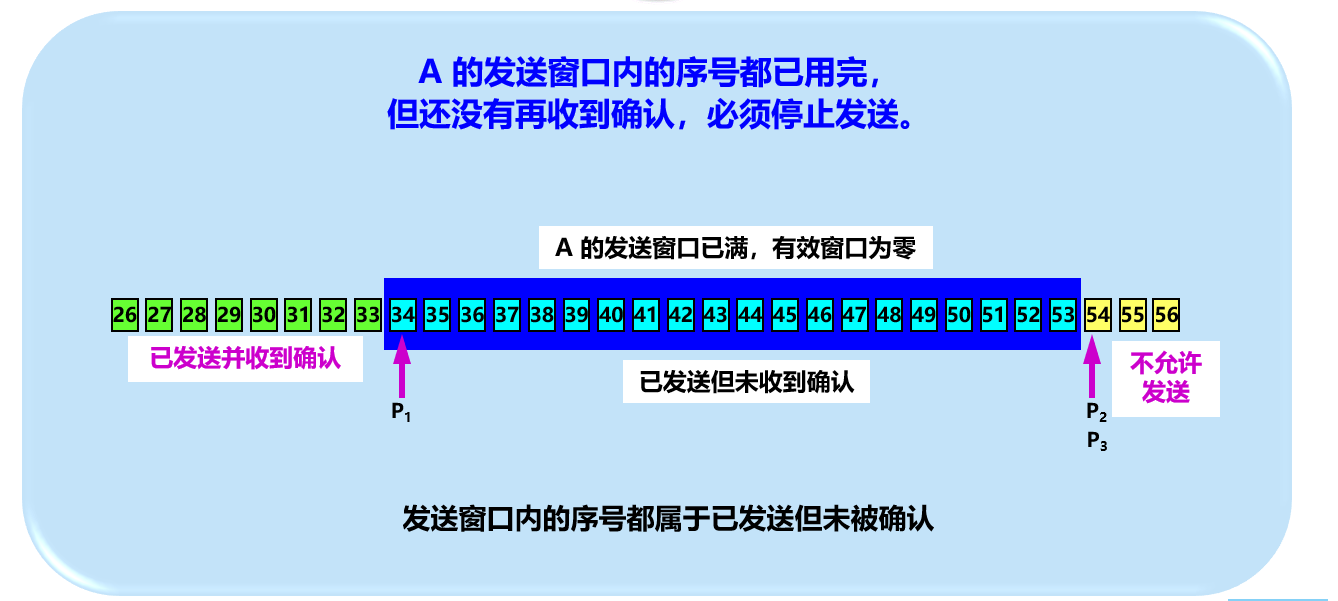 A 的发送窗口内的序号都已用完，
但还没有再收到确认，必须停止发送。
A 的发送窗口已满，有效窗口为零
26 27 28 29 30 31 32 33 34 35 36 37 38 39 40 41 42 43 44 45 46 47 48 49 50 51 52 53 54 55 56
已发送并收到确认
已发送但未收到确认
不允许
发送
P₁
P₂
P₃
发送窗口内的序号都属于已发送但未被确认